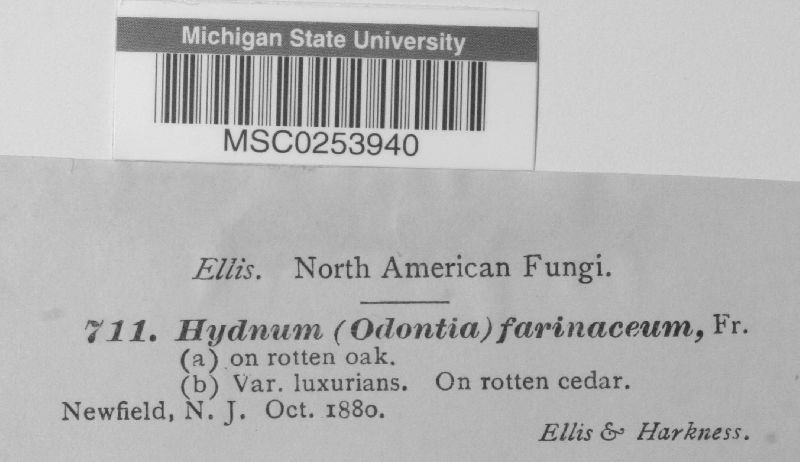 Michigan State University
MSC0253940
Ellis. North American Fungi.
711. Hydnum (Odontia) farinaceum, Fr.
(a) on rotten oak.
(b) Var. luxurians. On rotten cedar.
Newfield, N. J. Oct. 1880.
Ellis & Harkness.